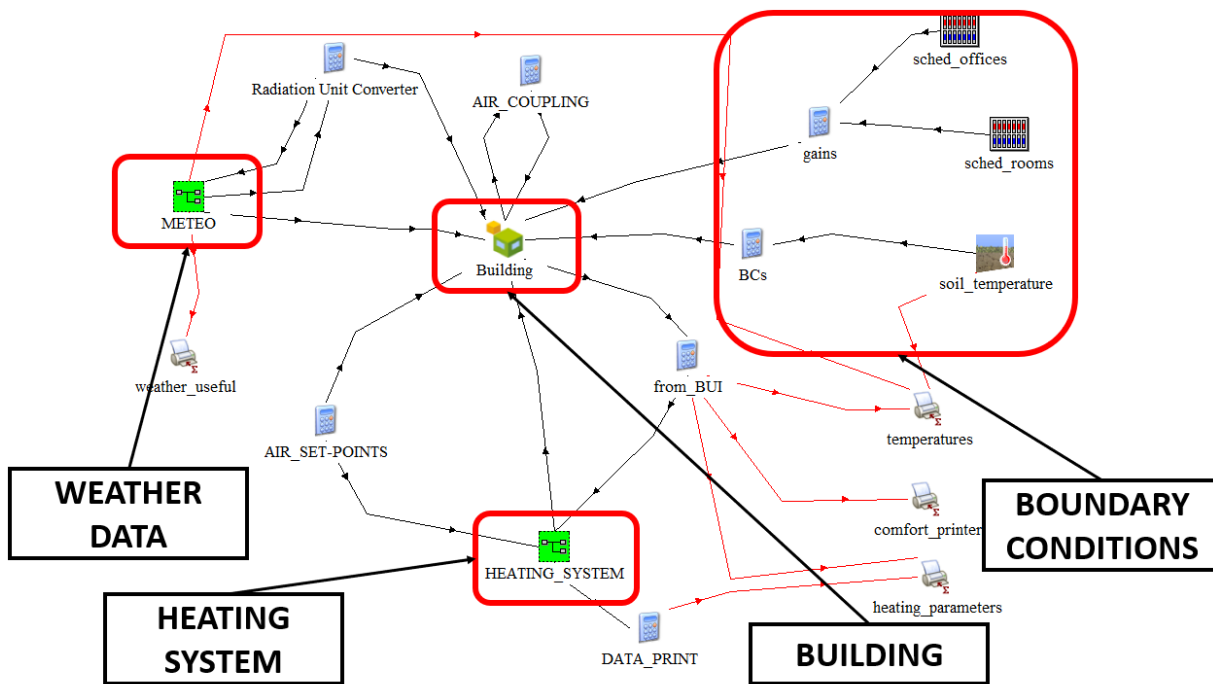 sched_offices
Radiation Unit Converter
AIR_COUPLING
gains
sched_rooms
METEO
Building
BCs
soil_temperature
weather_useful
from_BUI
temperatures
AIR_SET-POINTS
WEATHER
DATA
BOUNDARY
CONDITIONS
comfort_printer
HEATING_SYSTEM
heating_parameters
HEATING
SYSTEM
DATA_PRINT
BUILDING